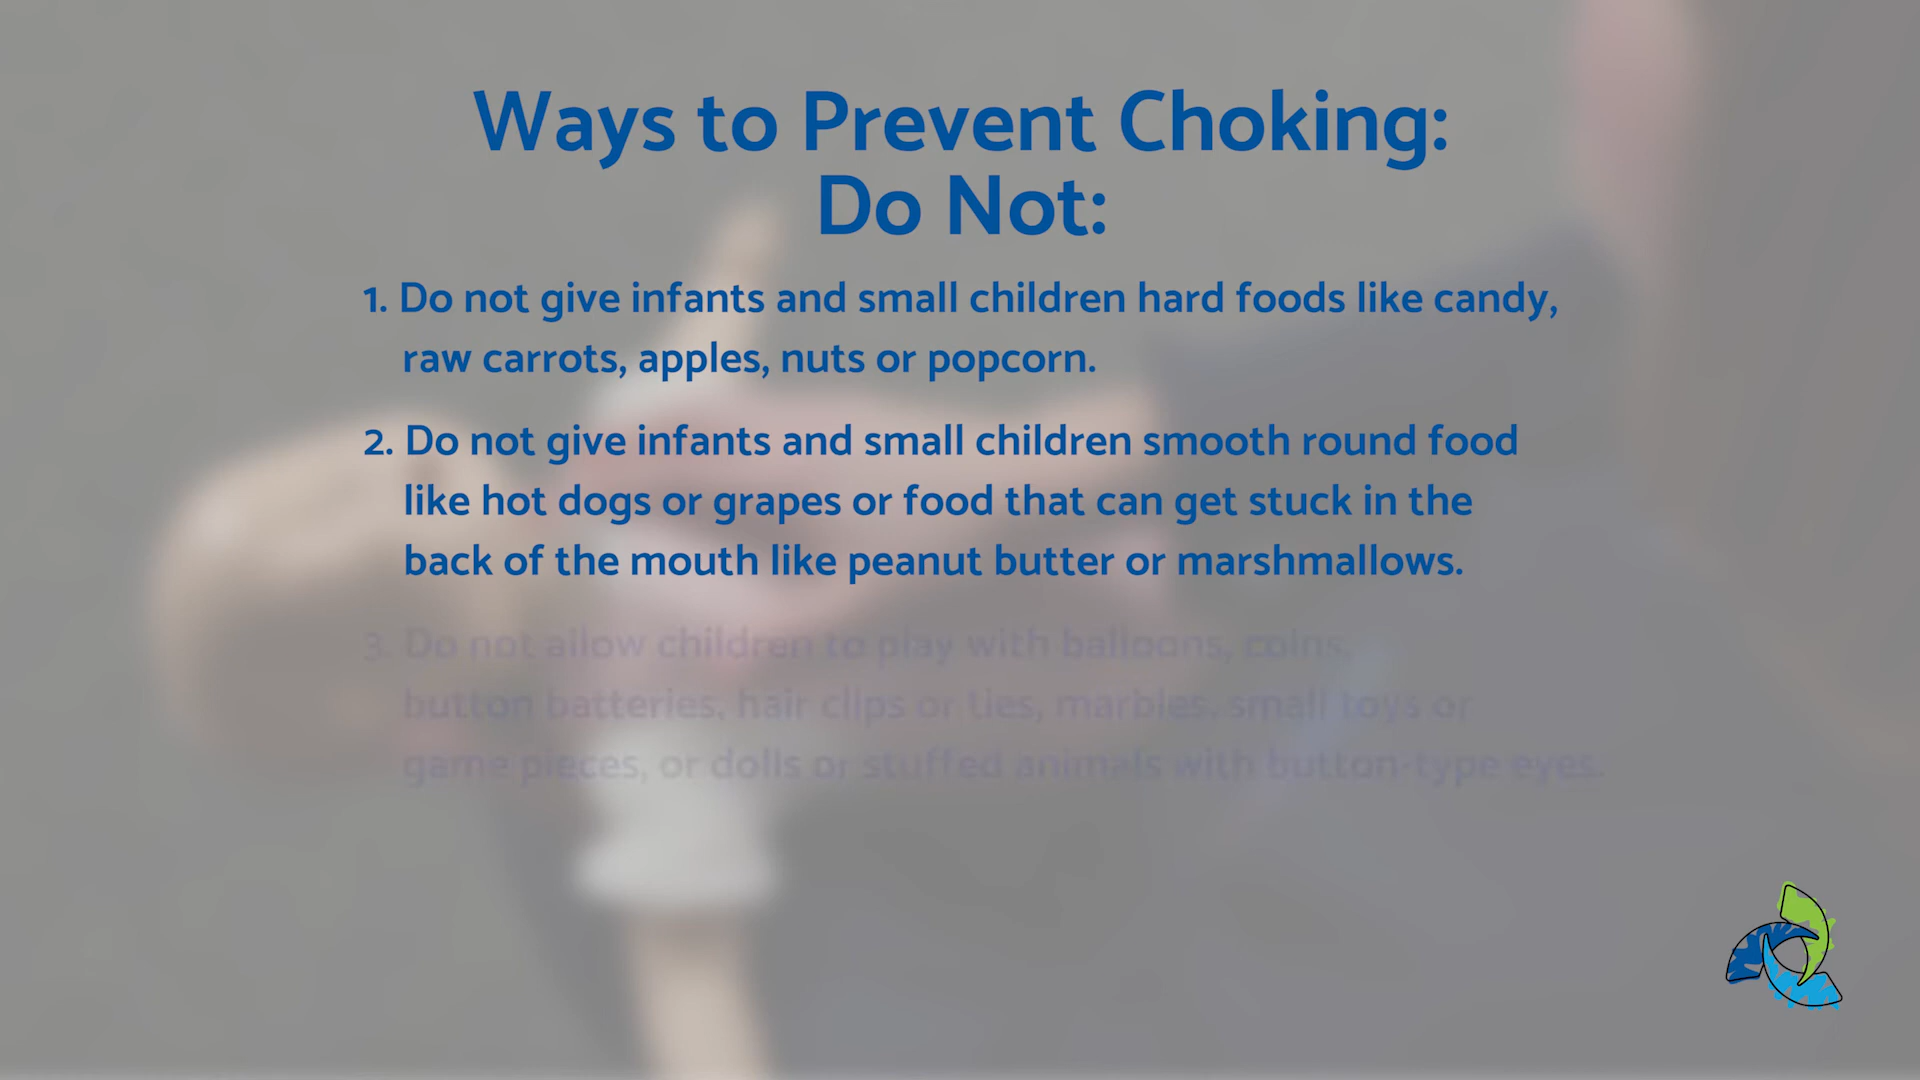 Ways to Prevent Choking:
Do Not:
1. Do not give infants and small children hard foods like candy,
raw carrots, apples, nuts or popcorn.
2. Do not give infants and small children smooth round food
like hot dogs or grapes or food that can get stuck in the
back of the mouth like peanut butter or marshmallows.
3. Do not allow children to play with balloons, coins,
button batteries, hair clips or ties, marbles, small toys or
game pieces, or dolls or stuffed animals with button-type eyes.